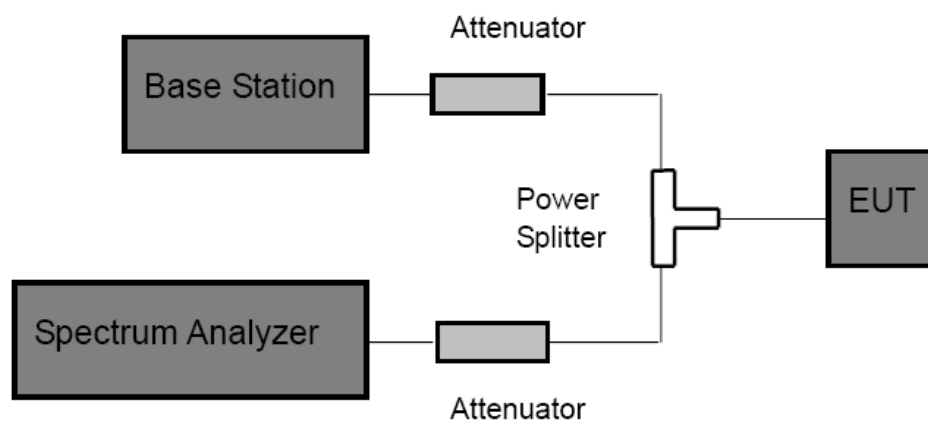 Attenuator
Base Station
Power
Splitter
EUT
Spectrum Analyzer
Attenuator